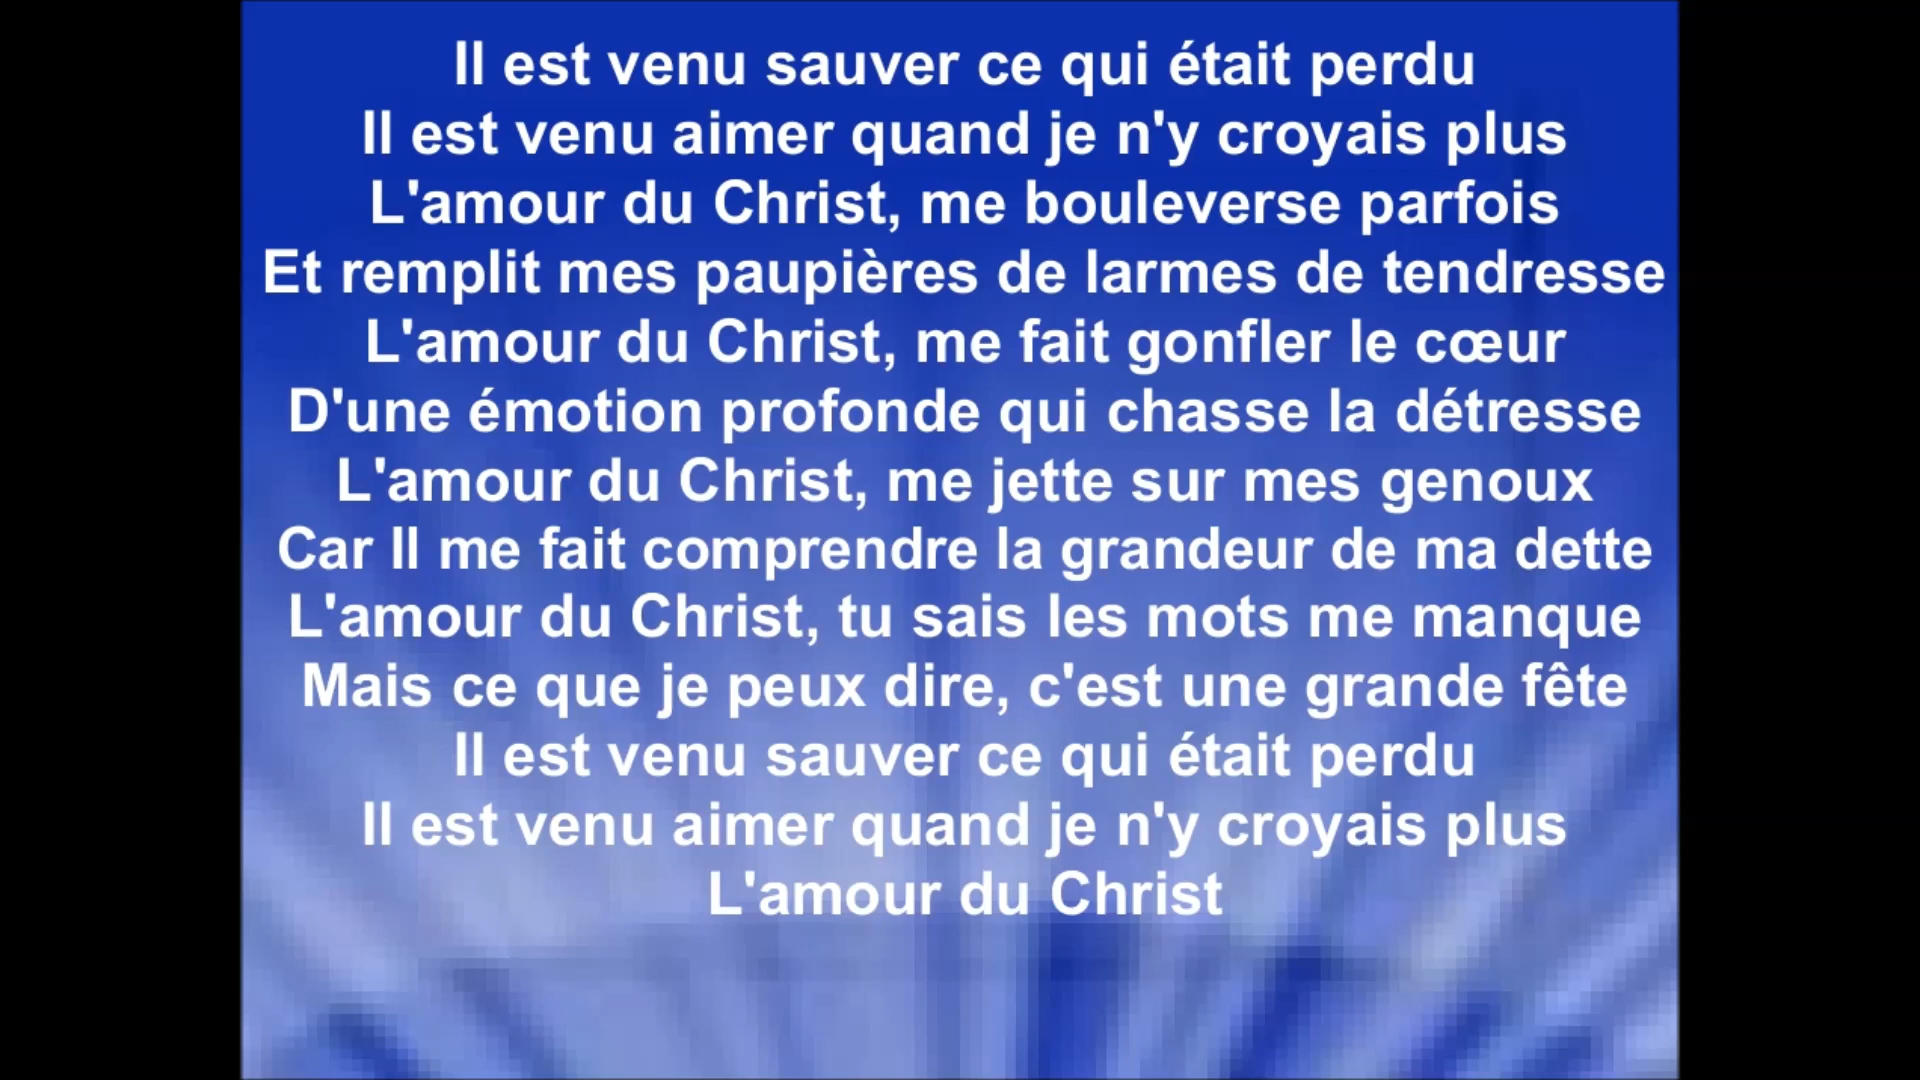 Il est venu sauver ce qui était perdu
Il est venu aimer quand je n'y croyais plus
L'amour du Christ, me bouleverse parfois
Et remplit mes paupières de larmes de tendresse
L'amour du Christ, me fait gonfler le cœur
D'une émotion profonde qui chasse la détresse
L'amour du Christ, me jette sur mes genoux
Car Il me fait comprendre la grandeur de ma dette
L'amour du Christ, tu sais les mots me manque
Mais ce que je peux dire, c'est une grande fête
Il est venu sauver ce qui était perdu
Il est venu aimer quand je n'y croyais plus
L'amour du Christ